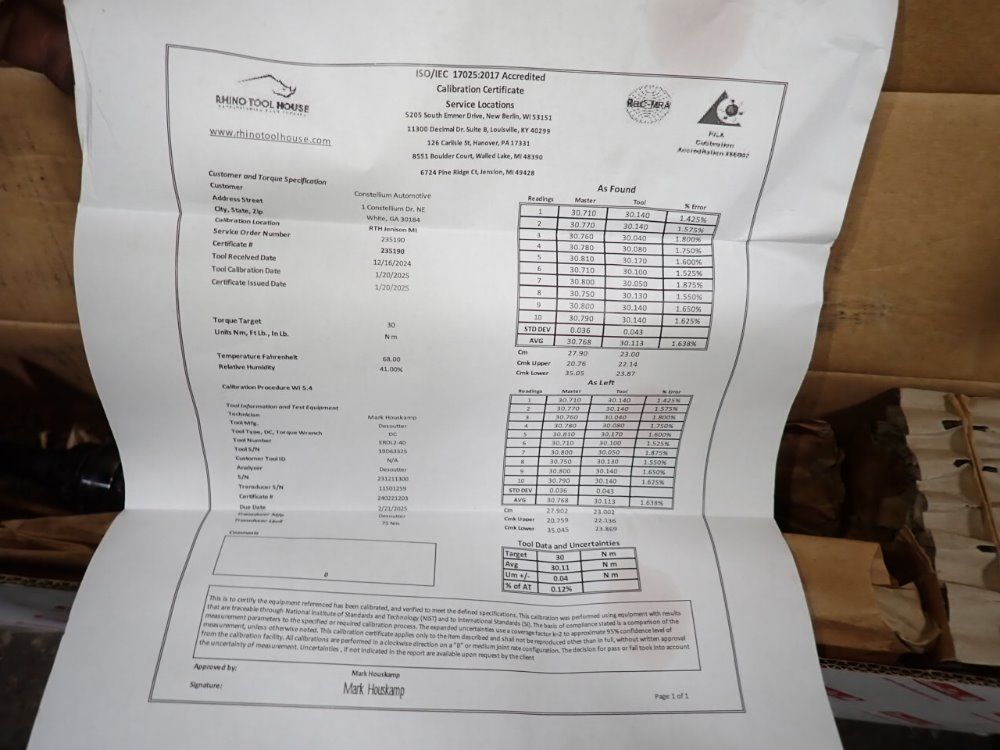 ISO/IEC 17025:2017 Accredited
Calibration Certificate
Service Locations
5205 South Emmer Drive, New Berlin, WI 53151
11300 Decimal Dr. Suite B, Louisville, KY 40299
126 Carlisle St, Hanover, PA 17331
8551 Boulder Court, Walled Lake, MI 48390
6724 Pine Ridge Ct, Jenison, MI 49428
RHINO TOOL HOUSE
www.rhinotoolhouse.com
PJLA
Calibration
Customer and Torque Specification
Customer Constellium Automotive
Address Street 1 Constellium Dr. NE
City, State, Zip White, GA 30184
Calibration Location RTH Jenison MI
Service Order Number 235190
Certificate # 235190
Tool Received Date 12/16/2024
Tool Calibration Date 1/20/2025
Certificate Issued Date 1/20/2025
Torque Target 30
Units Nm, Ft Lb., In Lb. N m
Temperature Fahrenheit 68.00
Relative Humidity 41.00%
Calibration Procedure WI 5.4
Tool Information and Test Equipment
Technician Mark Houskamp
Tool Mfg. Desoutter
Tool Type, DC, Torque Wrench DC
Tool Number
Tool S/N
Customer Tool ID N/A
Analyser Desoutter
S/N
Transducer S/N
Certificate # 240221203
Due Date 2/21/2025
Desoutter
75 Nm
Comments
0
As Found
Readings Master Tool % Error
1 30.710 30.140 1.425%
2 30.770 30.140 1.575%
3 30.760 30.040 1.800%
4 30.780 30.080 1.750%
5 30.810 30.170 1.600%
6 30.710 30.100 1.525%
7 30.800 30.050 1.875%
8 30.750 30.130 1.550%
9 30.800 30.140 1.650%
10 30.790 30.140 1.625%
STD DEV 0.036 0.043
AVG 30.768 30.113 1.638%
Cm 27.90 23.00
Cmk Upper 20.76 22.14
Cmk Lower 35.05 23.87
As Left
Readings Master Tool % Error
1 30.710 30.140 1.425%
2 30.770 30.140 1.575%
3 30.760 30.040 1.800%
4 30.780 30.080 1.750%
5 30.810 30.170 1.600%
6 30.710 30.100 1.525%
7 30.800 30.050 1.875%
8 30.750 30.130 1.550%
9 30.800 30.140 1.650%
10 30.790 30.140 1.625%
STD DEV 0.036 0.043
AVG 30.768 30.113 1.638%
Cm 27.902 23.002
Cmk Upper 20.759 22.136
Cmk Lower 35.045 23.869
Tool Data and Uncertainties
Target 30 N m
Avg 30.11 N m
Um +/- 0.04 N m
% of AT 0.12%
This is to certify the equipment referenced has been calibrated, and verified to meet the defined specifications. This calibration was performed using equipment with results
that are traceable through National Institute of Standards and Technology (NIST) and to International Standards (SI). The basis of compliance stated is a comparison of the
measurement parameters to the specified or required calibration process. The expanded uncertainties use a coverage factor k=2 to approximate 95% confidence level of
measurement, unless otherwise noted. This calibration certificate applies only to the item described and shall not be reproduced other than in full, without written approval
from the calibration facility. All calibrations are performed in a clockwise direction on a "B" or medium joint rate configuration. The decision for pass or fail took into account
the uncertainty of measurement. Uncertainties, if not indicated in the report are available upon request by the client
Approved by: Mark Houskamp
Signature: Mark Houskamp
Page 1 of 1